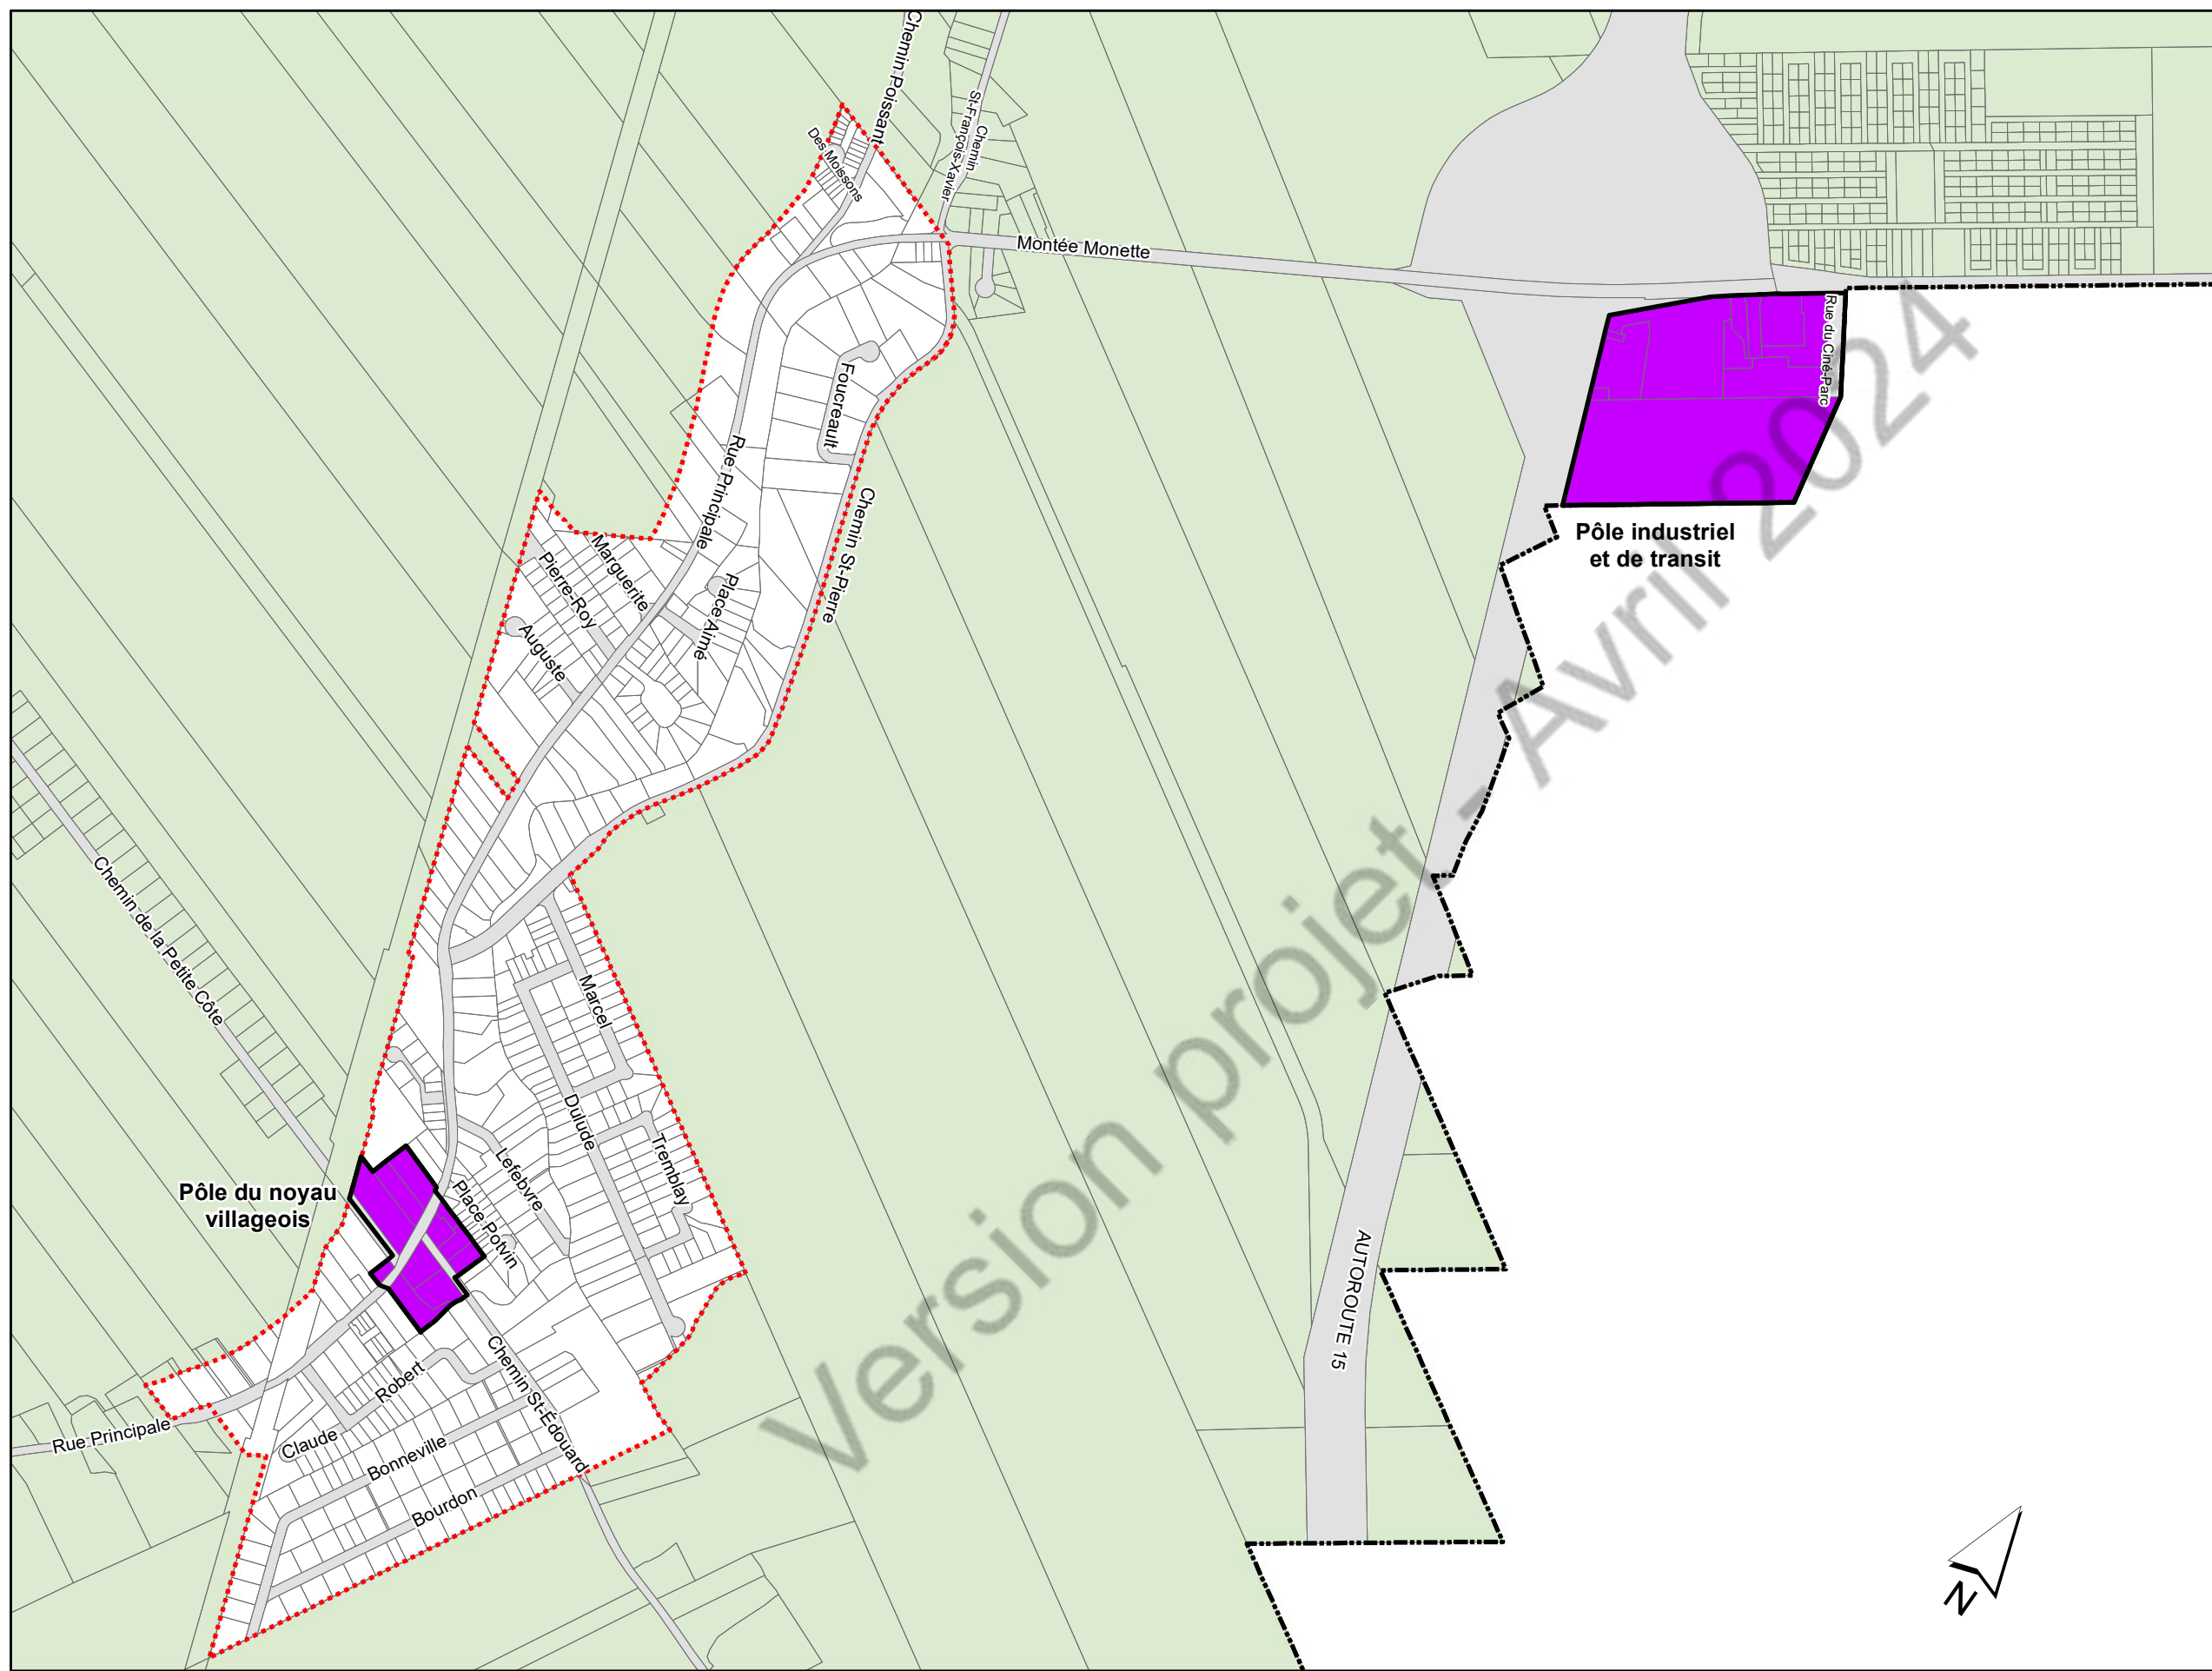 Chemin Poissant
Chemin
St-François-Xavier
Des Moissons
Montée Monette
Rue du Ciné-Parc
Foucreault
Rue Principale
Chemin St-Pierre
Pôle industriel
et de transit
Marguerite
Pierre-Roy
Place Aimé
Auguste
Chemin de la Petite Côte
Marcel
Dulude
Tremblay
Lefebvre
Place Potvin
Pôle du noyau
villageois
AUTOROUTE 15
Chemin St-Édouard
Robert
Claude
Rue Principale
Bonneville
Bourdon
Version projet - Avril 2024
N